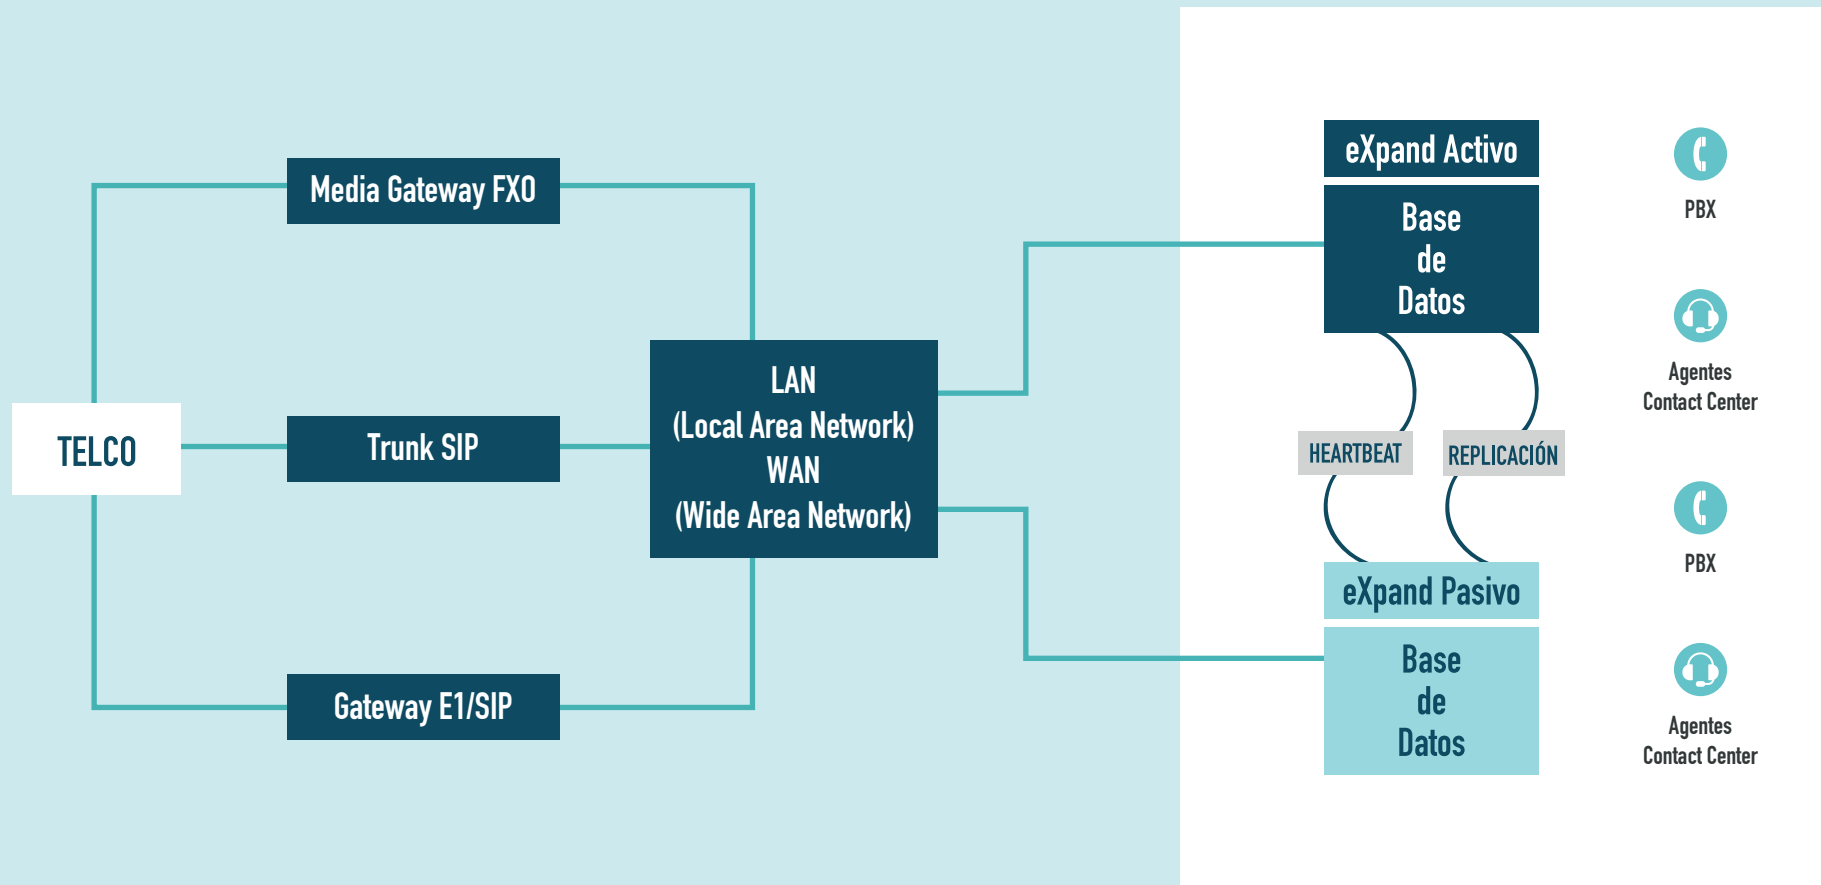 TELCO
Media Gateway FXO
Trunk SIP
Gateway E1/SIP
LAN
(Local Area Network)
WAN
(Wide Area Network)
eXpand Activo
Base
de
Datos
HEARTBEAT
REPLICACIÓN
eXpand Pasivo
Base
de
Datos
PBX
Agentes
Contact Center
PBX
Agentes
Contact Center